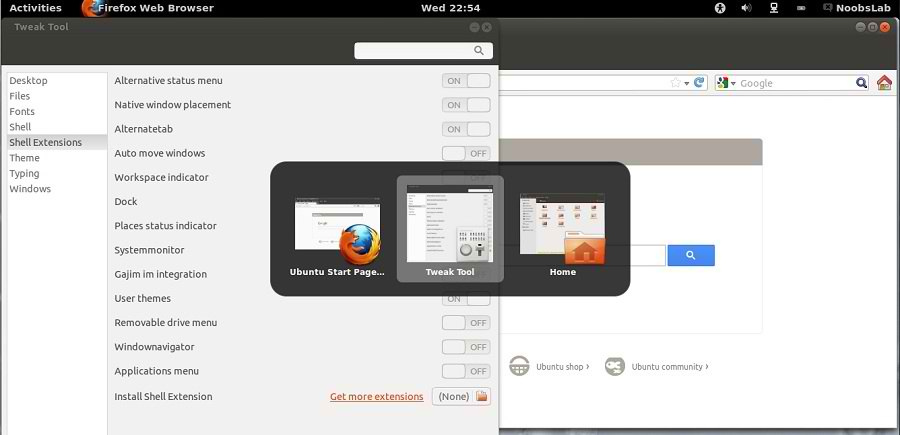 Activities
Firefox Web Browser
Wed 22:54
NoobsLab
Tweak Tool
Desktop
Files
Fonts
Shell
Shell Extensions
Theme
Typing
Windows
Alternative status menu ON
Native window placement ON
Alternatetab ON
Auto move windows OFF
Workspace indicator
Dock
Places status indicator
Systemmonitor
Gajim im integration
User themes ON
Removable drive menu OFF
Windownavigator OFF
Applications menu OFF
Install Shell Extension Get more extensions (None)
Google
Ubuntu Start Page...
Tweak Tool
Home
Ubuntu shop ›
Ubuntu community ›